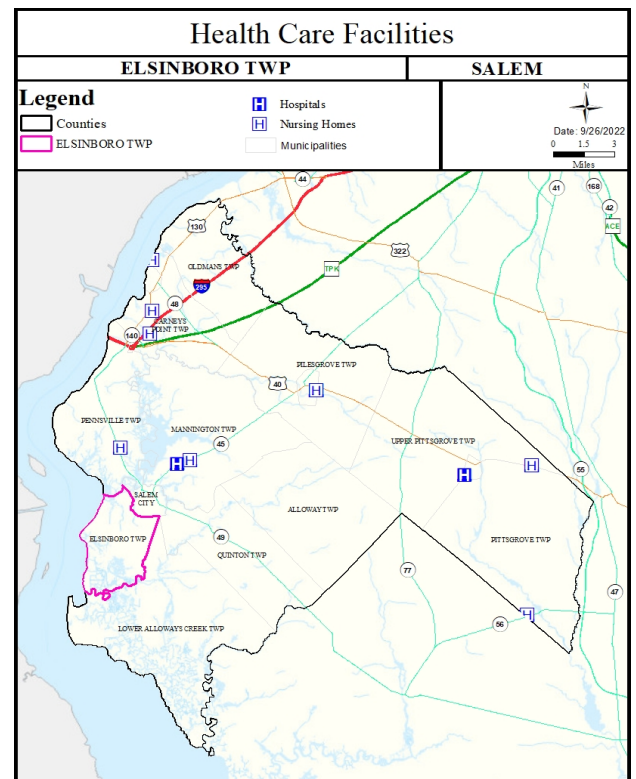 Health Care Facilities
ELSINBORO TWP
SALEM
Legend
Counties
ELSINBORO TWP
H Hospitals
H Nursing Homes
Municipalities
N
Date: 9/26/2022
0 1.5 3
Miles
44
41
168
42
ACE
130
322
TPK
OLDMANS TWP
295
48
H
H
CARNEYS
POINT TWP
140
H
PILESGROVE TWP
40
H
PENNSVILLE TWP
MANNINGTON TWP
45
UPPER PITTSGROVE TWP
H
H
H
H
H
55
SALEM
CITY
ELSINBORO TWP
ALLOWAY TWP
49
QUINTON TWP
PITTSGROVE TWP
77
47
H
56
LOWER ALLOWAYS CREEK TWP